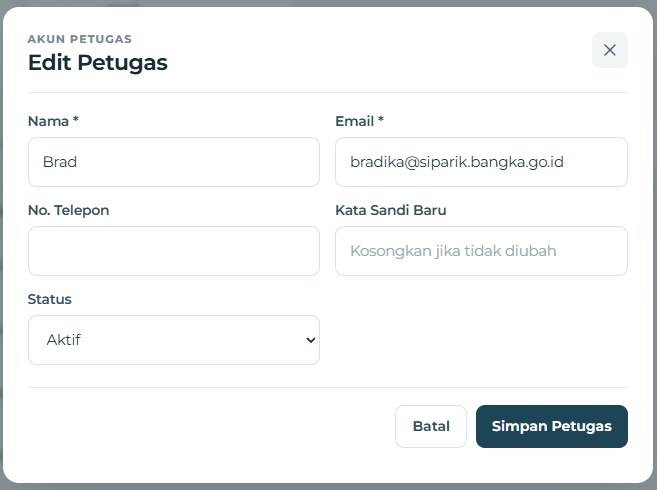 AKUN PETUGAS
Edit Petugas
Nama * Email *
Brad bradika@siparik.bangka.go.id
No. Telepon Kata Sandi Baru
Kosongkan jika tidak diubah
Status
Aktif
Batal Simpan Petugas